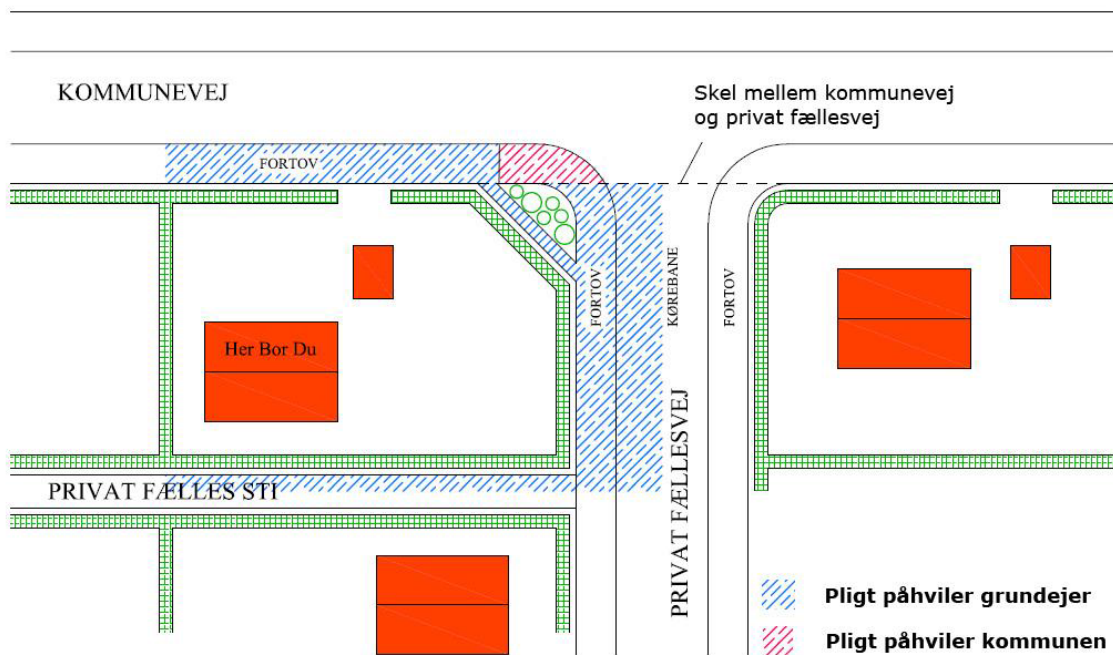 KOMMUNEVEJ
Skel mellem kommunevej
og privat fællesvej
FORTOV
FORTOV
KØREBANE
FORTOV
Her Bor Du
PRIVAT FÆLLESVEJ
PRIVAT FÆLLES STI
Pligt påhviler grundejer
Pligt påhviler kommunen